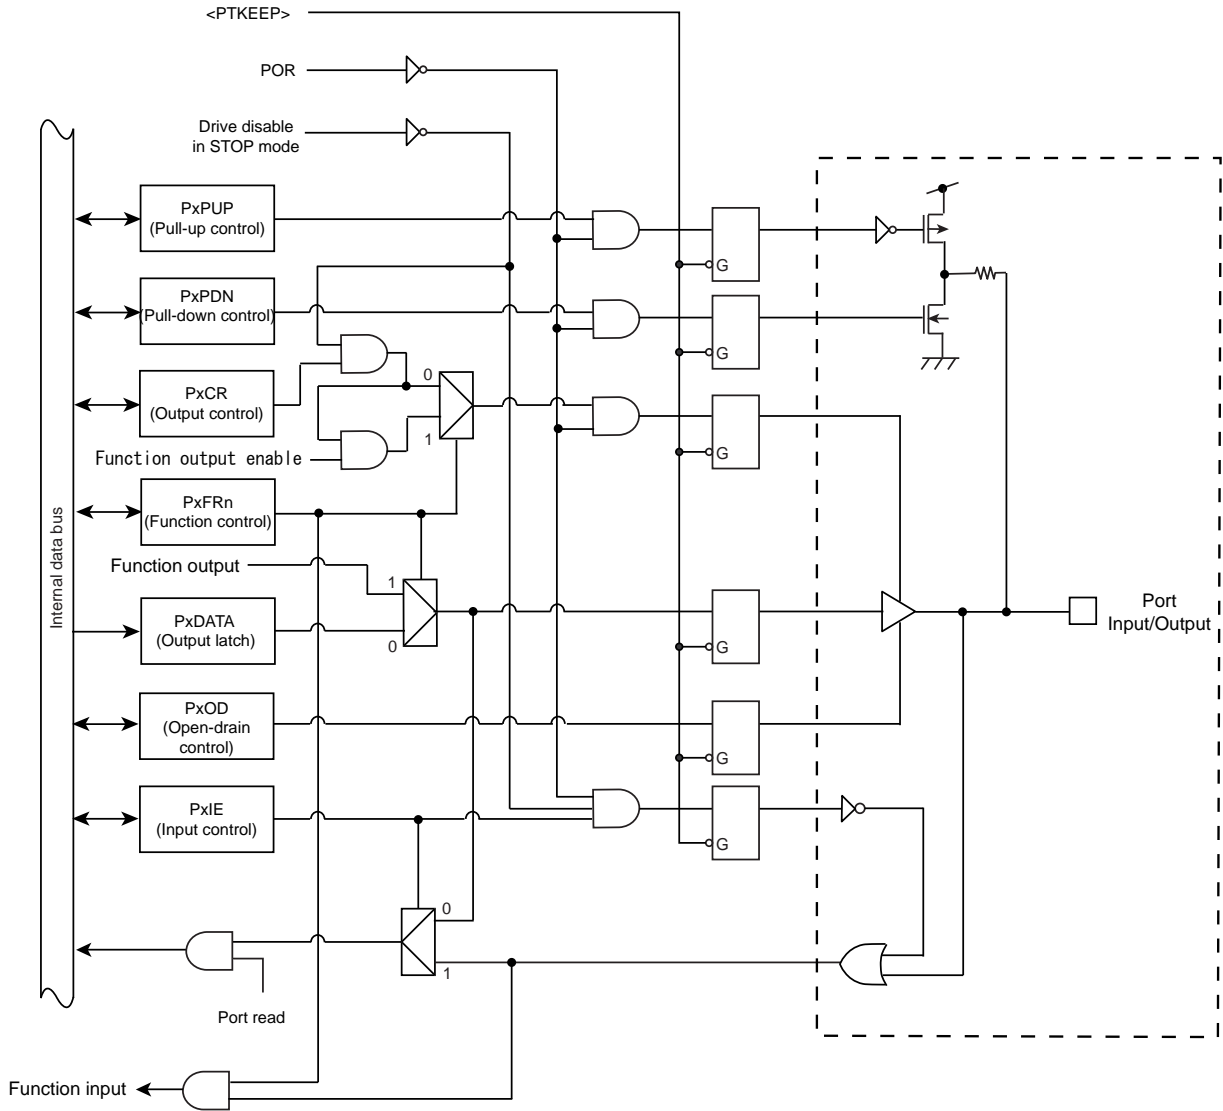 <PTKEEP>
POR
Drive disable
in STOP mode
PxPUP
(Pull-up control)
G
PxPDN
(Pull-down control)
G
PxCR
(Output control)
0
1
Function output enable
G
PxFRn
(Function control)
Internal data bus
Function output
1
0
PxDATA
(Output latch)
G
Port
Input/Output
PxOD
(Open-drain
control)
G
PxIE
(Input control)
G
0
1
Port read
Function input